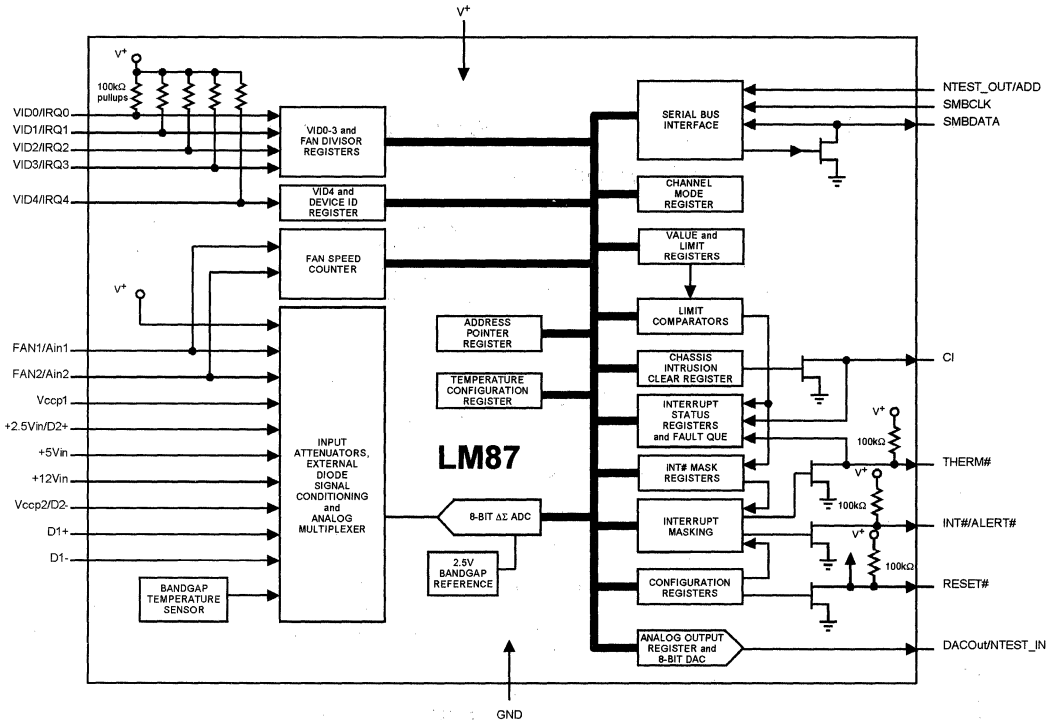 V+
V+
100kΩ
pullups
VID0/IRQ0
VID1/IRQ1
VID2/IRQ2
VID3/IRQ3
VID4/IRQ4
VID0-3 and
FAN DIVISOR
REGISTERS
VID4 and
DEVICE ID
REGISTER
FAN SPEED
COUNTER
V+
FAN1/Ain1
FAN2/Ain2
Vccp1
+2.5Vin/D2+
+5Vin
+12Vin
Vccp2/D2-
D1+
D1-
INPUT
ATTENUATORS,
EXTERNAL
DIODE
SIGNAL
CONDITIONING
and
ANALOG
MULTIPLEXER
BANDGAP
TEMPERATURE
SENSOR
ADDRESS
POINTER
REGISTER
TEMPERATURE
CONFIGURATION
REGISTER
LM87
8-BIT ΔΣ ADC
2.5V
BANDGAP
REFERENCE
SERIAL BUS
INTERFACE
CHANNEL
MODE
REGISTER
VALUE and
LIMIT
REGISTERS
LIMIT
COMPARATORS
CHASSIS
INTRUSION
CLEAR REGISTER
INTERRUPT
STATUS
REGISTERS
and FAULT QUE
INT# MASK
REGISTERS
INTERRUPT
MASKING
CONFIGURATION
REGISTERS
ANALOG OUTPUT
REGISTER and
8-BIT DAC
NTEST_OUT/ADD
SMBCLK
SMBDATA
CI
V+
100kΩ
THERM#
V+
100kΩ
INT#/ALERT#
V+
100kΩ
RESET#
DACOut/NTEST_IN
GND